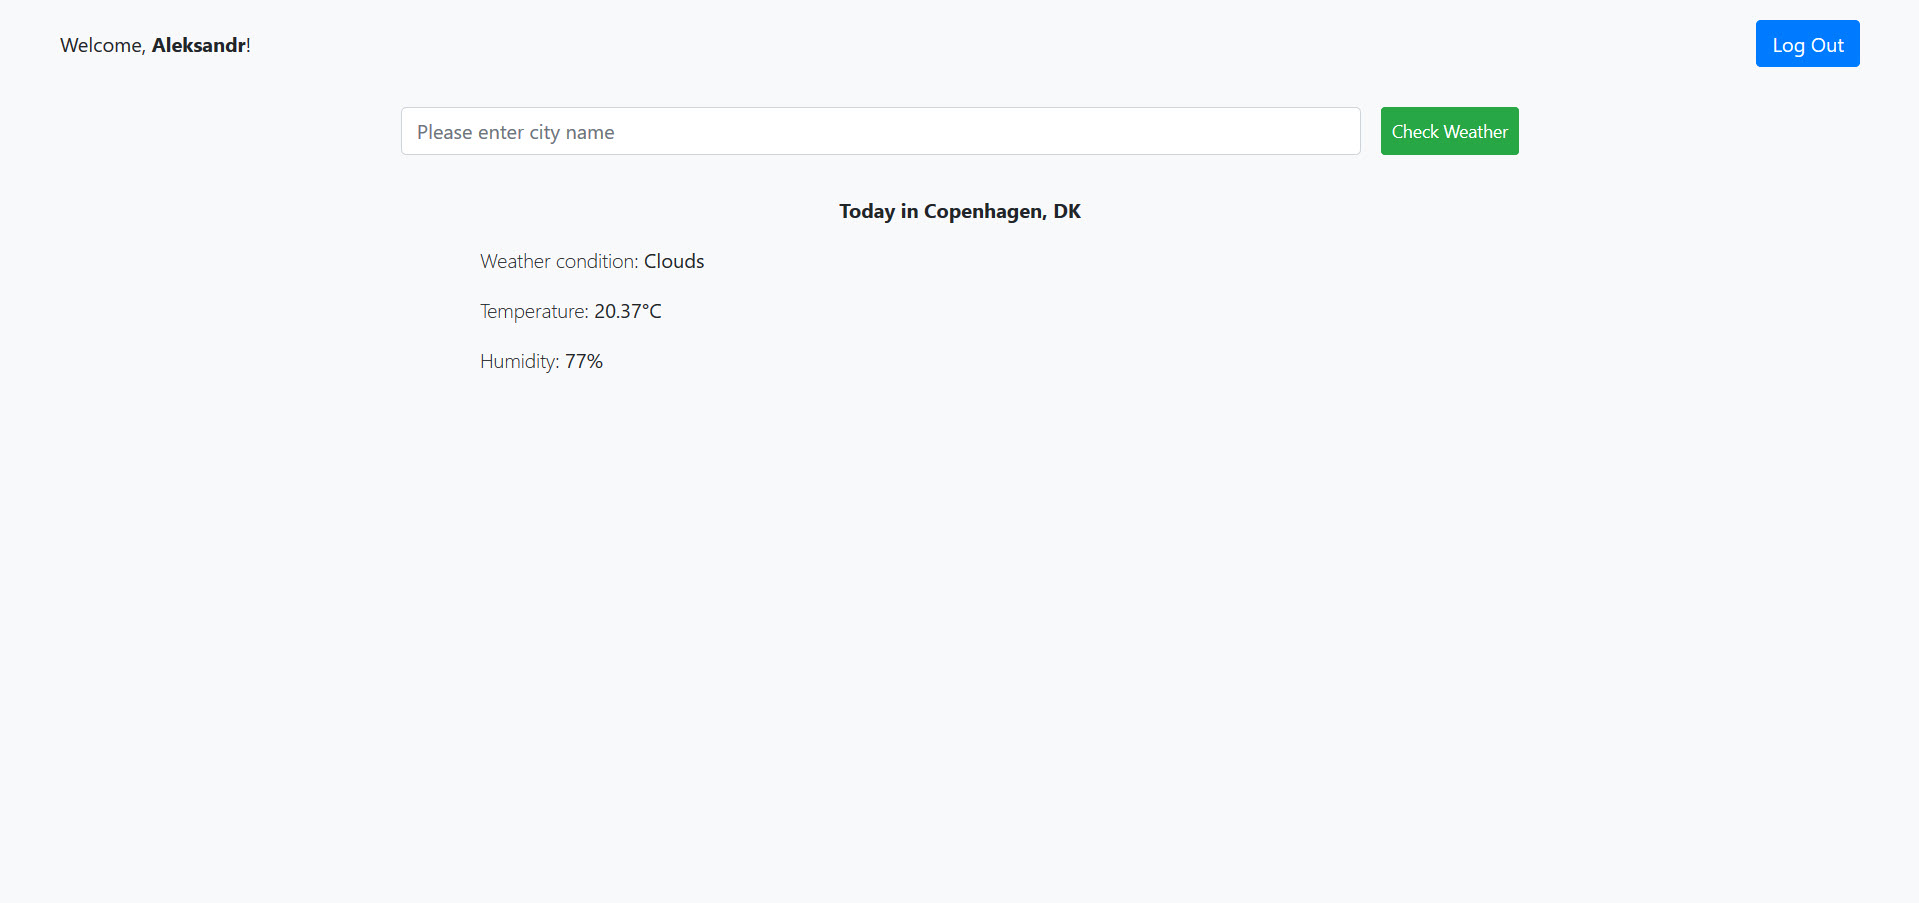 Welcome, Aleksandr!
Log Out
Please enter city name
Check Weather
Today in Copenhagen, DK
Weather condition: Clouds
Temperature: 20.37°C
Humidity: 77%